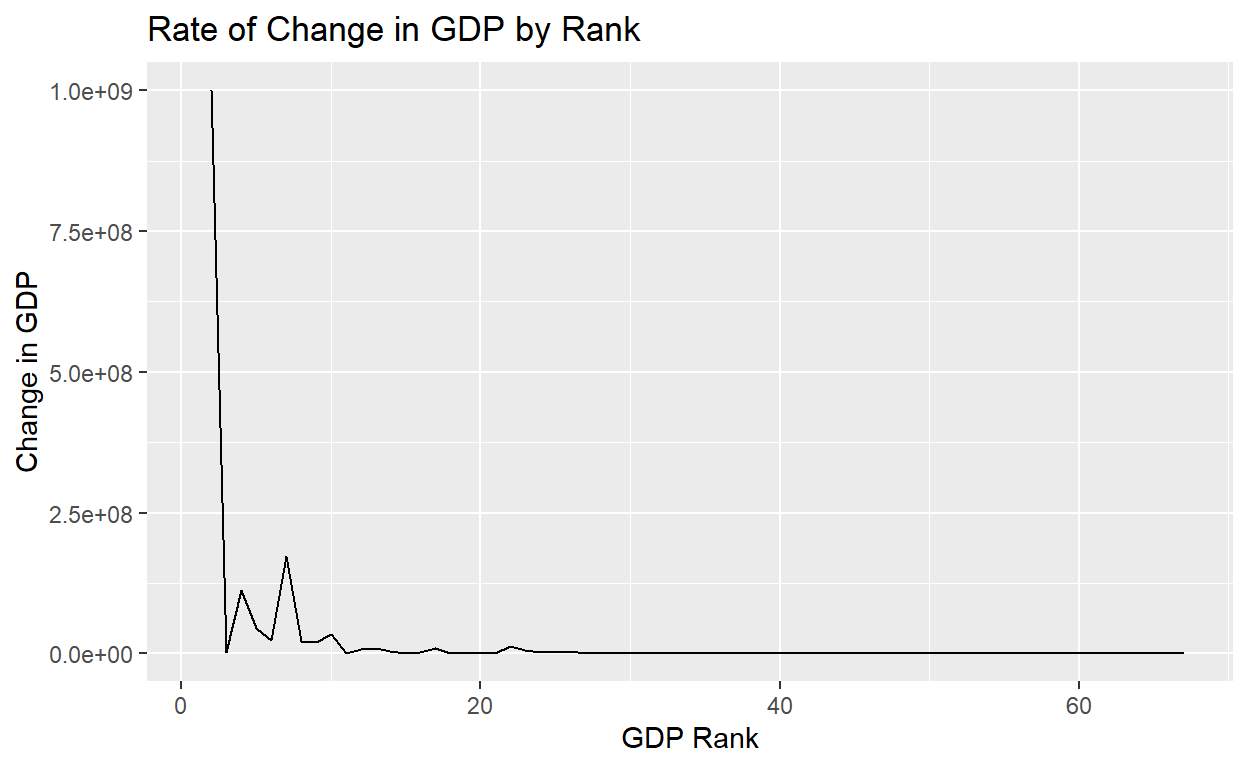 Rate of Change in GDP by Rank
Change in GDP
1.0e+09
7.5e+08
5.0e+08
2.5e+08
0.0e+00
0 20 40 60
GDP Rank